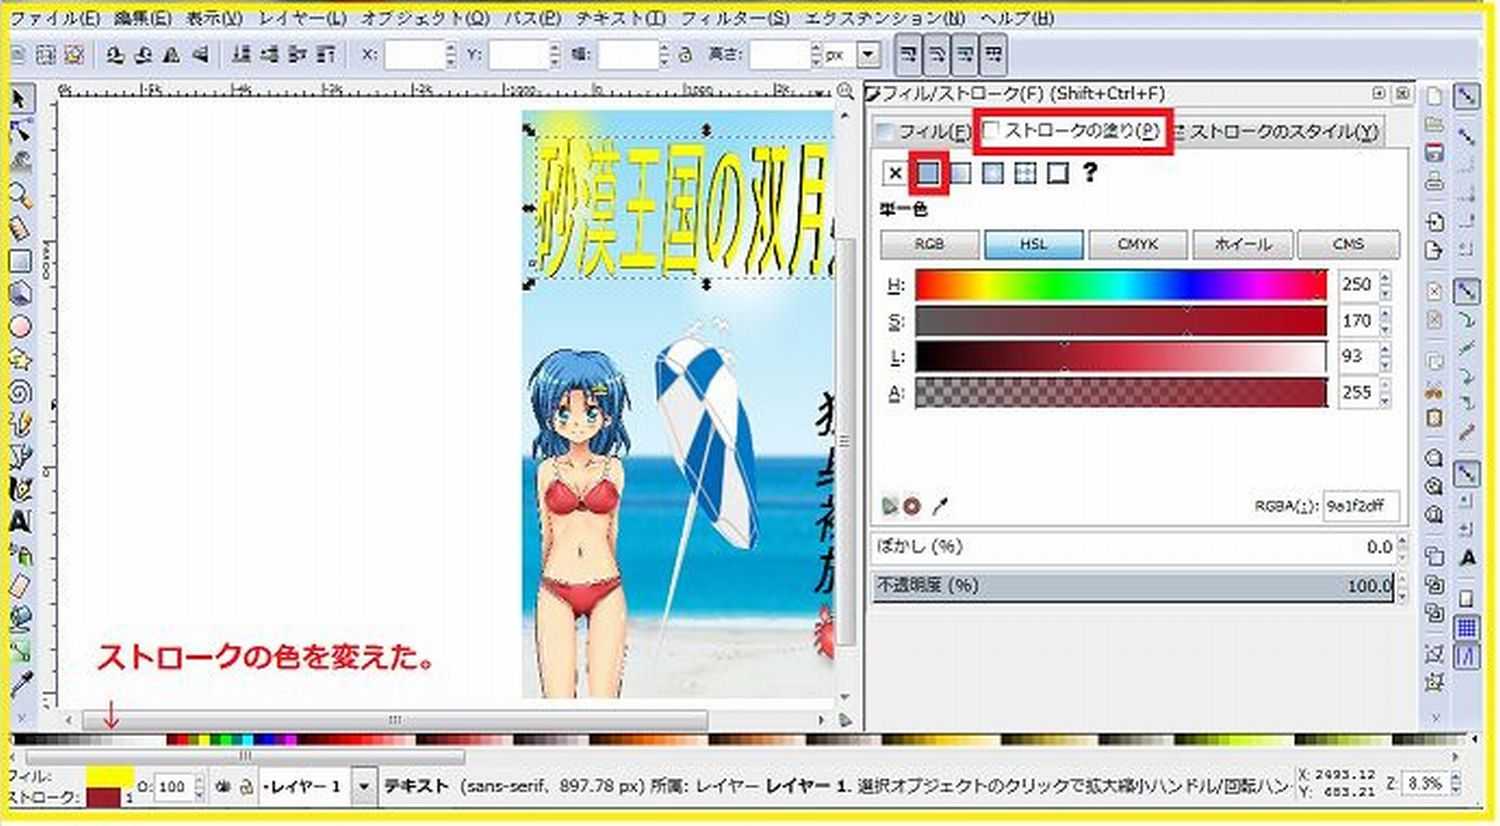 ファイル(F) 編集(E) 表示(V) レイヤー(L) オブジェクト(O) パス(P) テキスト(T) フィルター(S) エクステンション(N) ヘルプ(H)
X: Y: 幅: 高さ: px
フィル/ストローク(F) (Shift+Ctrl+F)
フィル(F) ストロークの塗り(P) ストロークのスタイル(Y)
?
単一色
RGB HSL CMYK ホイール CMS
H: 250
S: 170
L: 93
A: 255
RGBA(:): 9a1f2dff
ぼかし (%) 0.0
不透明度 (%) 100.0
砂漠王国の双月
ストロークの色を変えた。
フィル:
ストローク: 1
O: 100
-レイヤー 1
テキスト (sans-serif、897.78 px) 所属: レイヤー レイヤー 1. 選択オブジェクトのクリックで拡大縮小ハンドル/回転ハン
X: 2493.12
Y: 683.21
Z: 8.3%